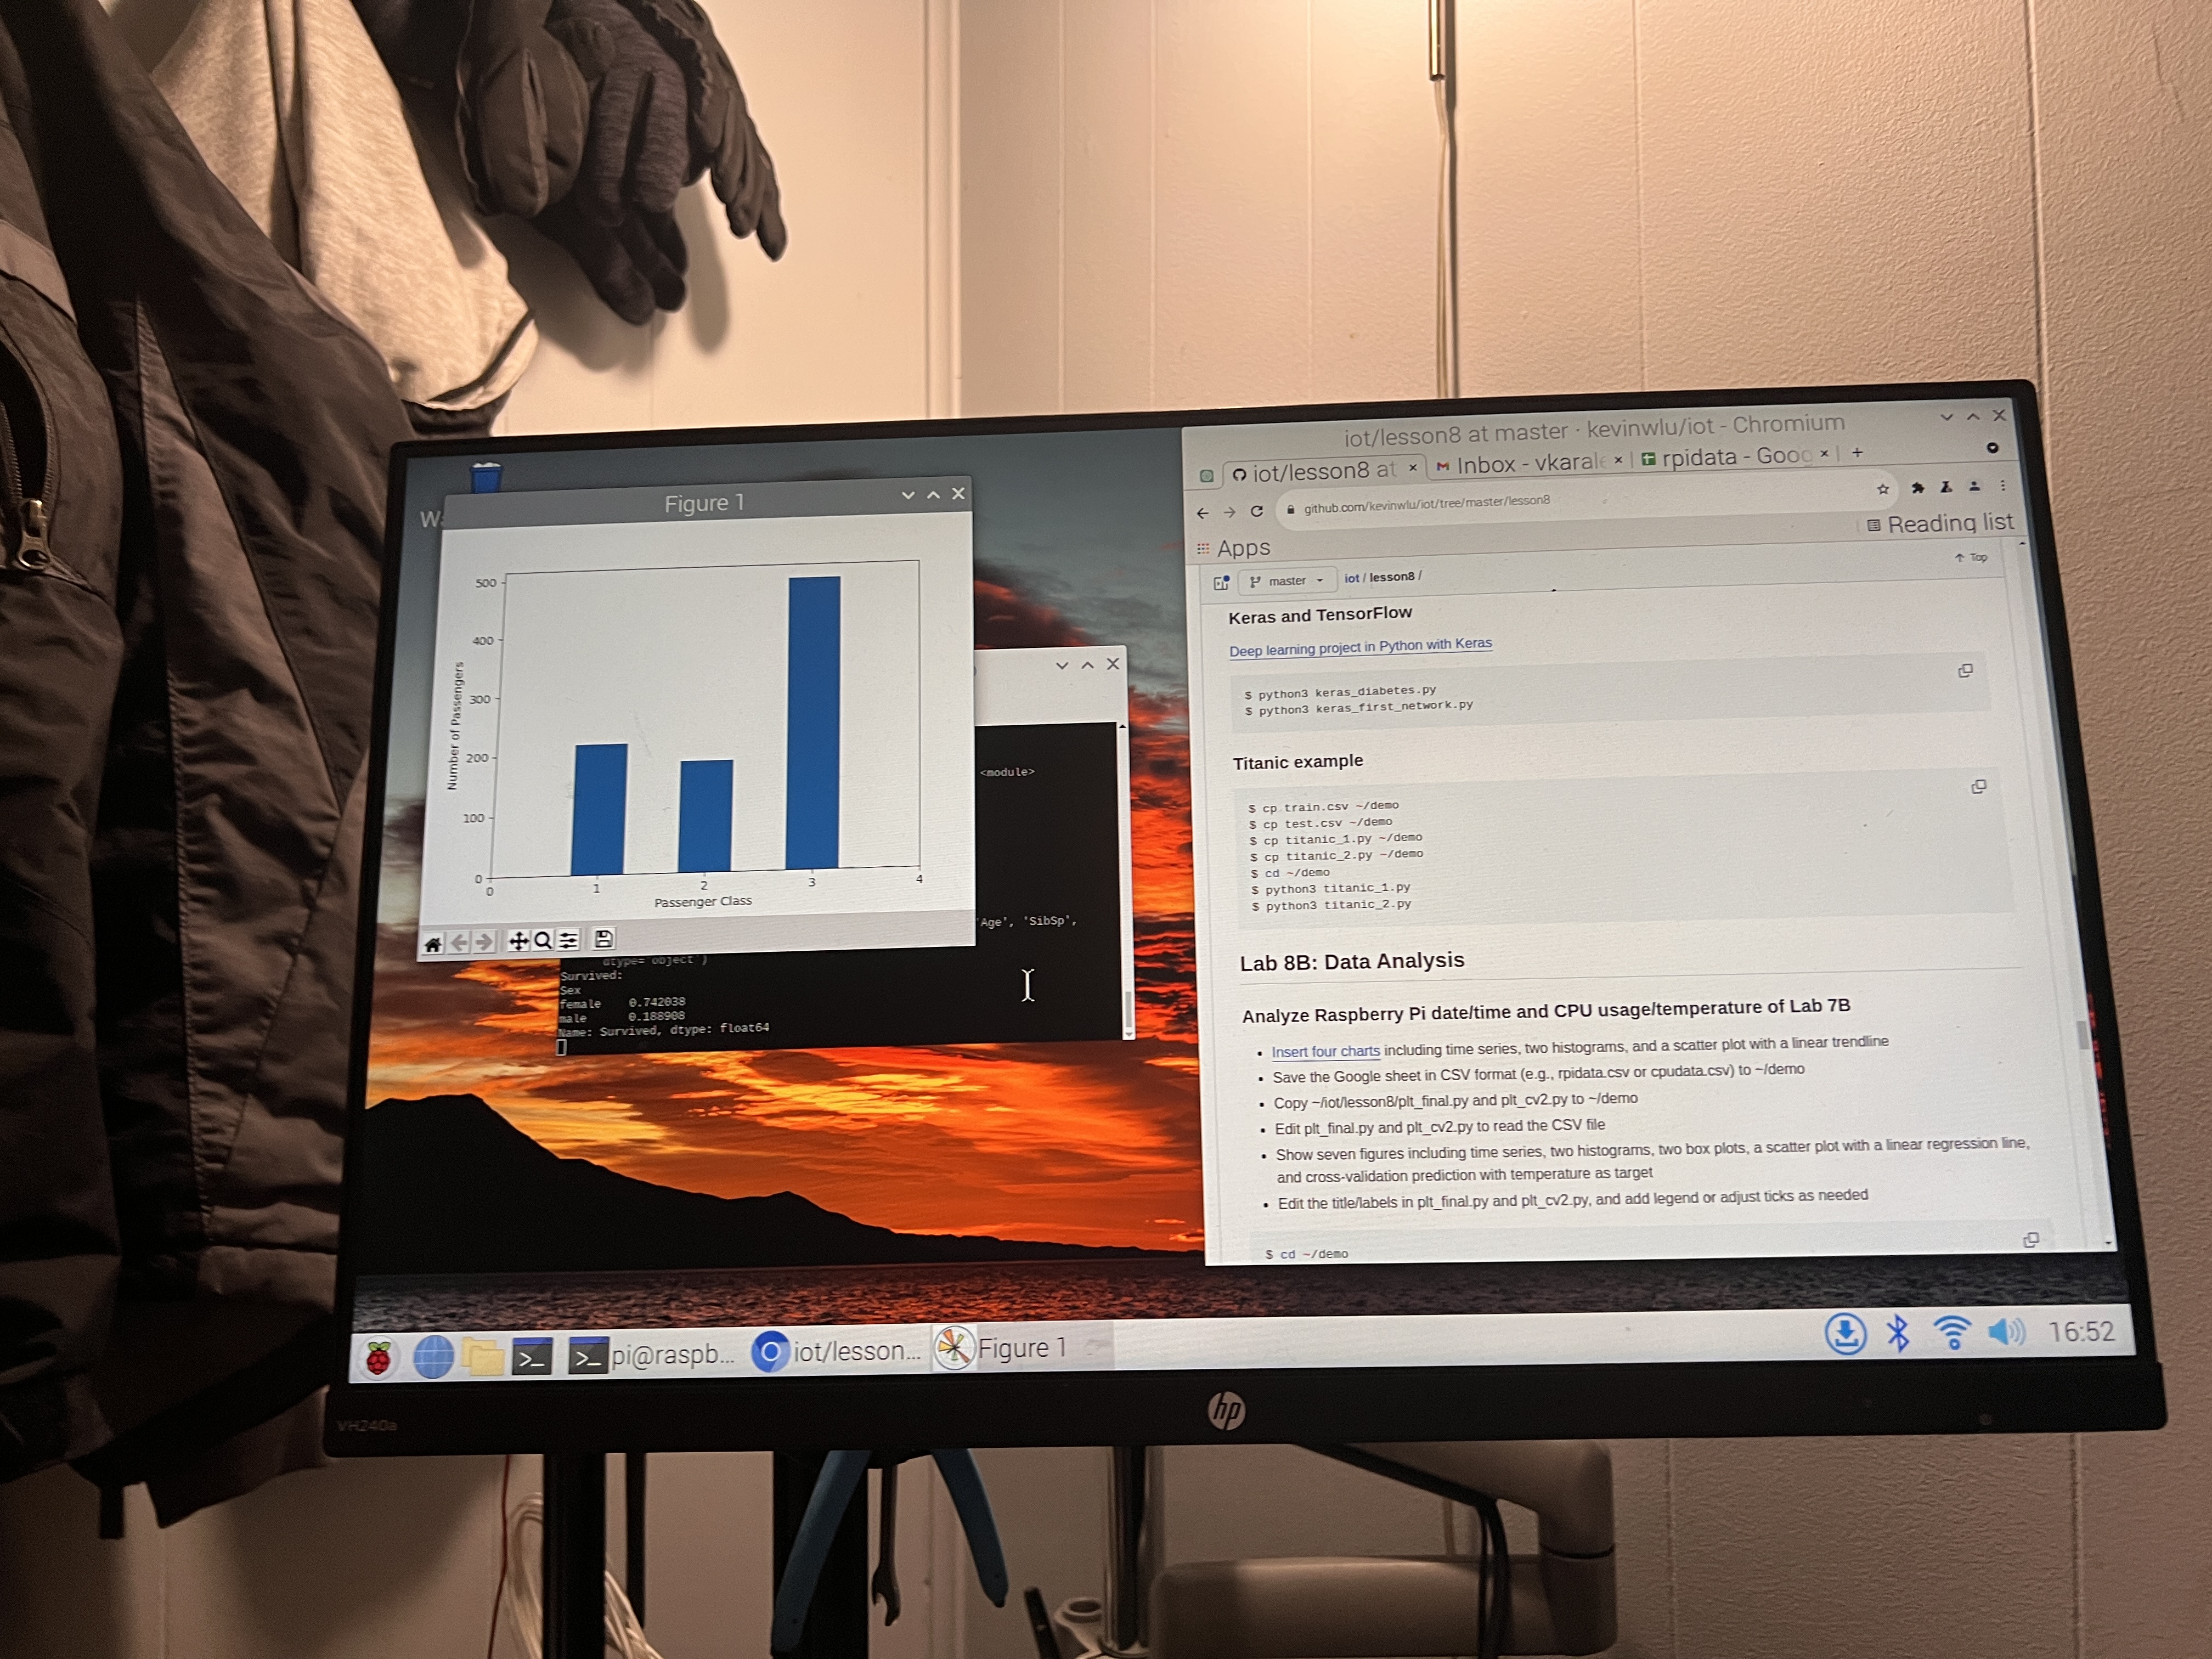 Figure 1
500
400
300
200
100
0
Number of Passengers
0 1 2 3 4
Passenger Class
<module>
'Age', 'SibSp',
dtype='object')
Survived:
Sex
female 0.742038
male 0.188908
Name: Survived, dtype: float64
iot/lesson8 at master · kevinwlu/iot - Chromium
iot/lesson8 at
Inbox - vkarale
rpidata - Goog
github.com/kevinwlu/iot/tree/master/lesson8
Reading list
Apps
Top
master
iot / lesson8 /
Keras and TensorFlow
Deep learning project in Python with Keras
$ python3 keras_diabetes.py
$ python3 keras_first_network.py
Titanic example
$ cp train.csv ~/demo
$ cp test.csv ~/demo
$ cp titanic_1.py ~/demo
$ cp titanic_2.py ~/demo
$ cd ~/demo
$ python3 titanic_1.py
$ python3 titanic_2.py
Lab 8B: Data Analysis
Analyze Raspberry Pi date/time and CPU usage/temperature of Lab 7B
• Insert four charts including time series, two histograms, and a scatter plot with a linear trendline
• Save the Google sheet in CSV format (e.g., rpidata.csv or cpudata.csv) to ~/demo
• Copy ~/iot/lesson8/plt_final.py and plt_cv2.py to ~/demo
• Edit plt_final.py and plt_cv2.py to read the CSV file
• Show seven figures including time series, two histograms, two box plots, a scatter plot with a linear regression line,
and cross-validation prediction with temperature as target
• Edit the title/labels in plt_final.py and plt_cv2.py, and add legend or adjust ticks as needed
$ cd ~/demo
pi@raspb...
iot/lesson...
Figure 1
16:52
VH240a
hp